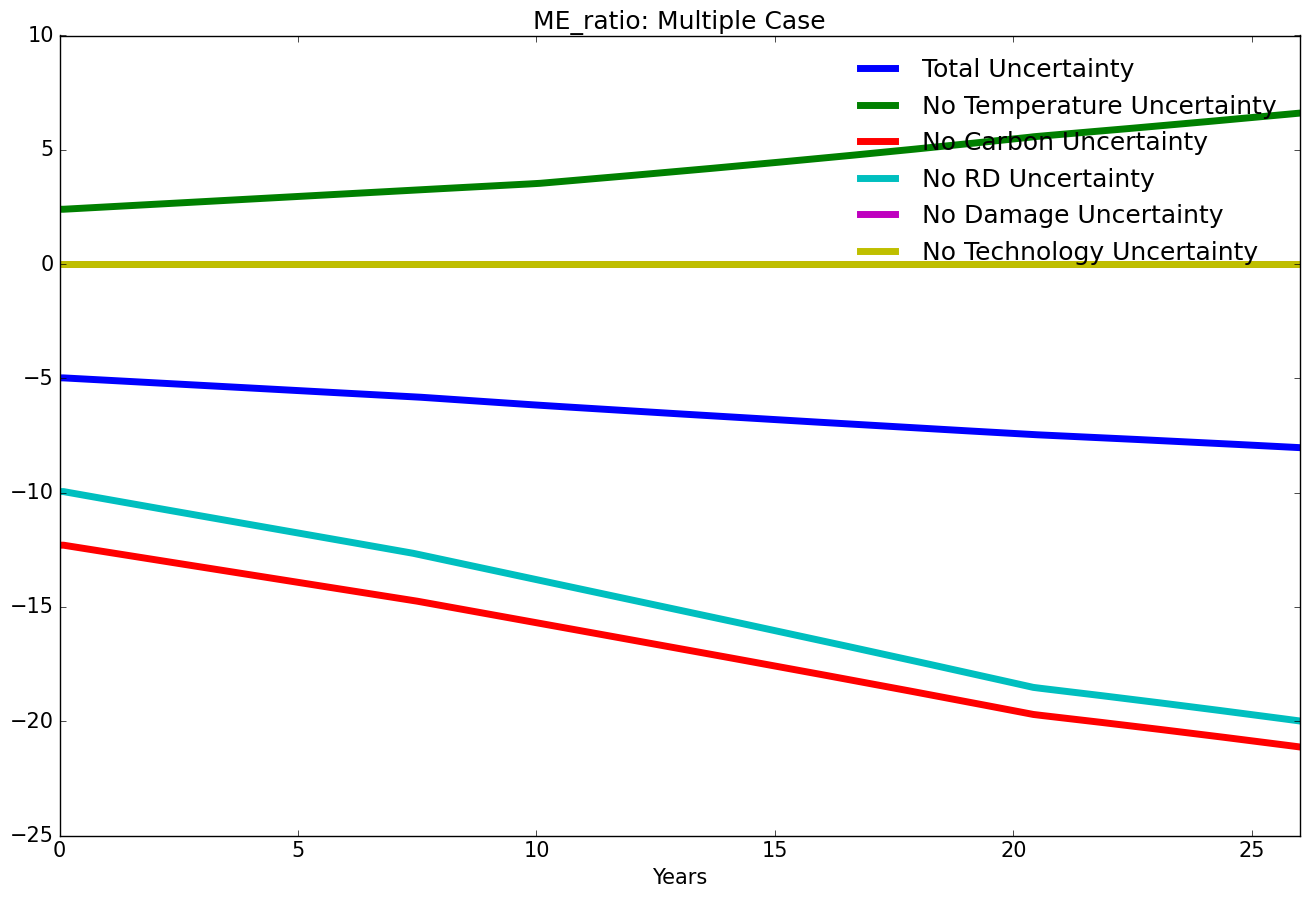 ME_ratio: Multiple Case
10
5
0
−5
−10
−15
−20
−25
Total Uncertainty
No Temperature Uncertainty
No Carbon Uncertainty
No RD Uncertainty
No Damage Uncertainty
No Technology Uncertainty
0 5 10 15 20 25
Years